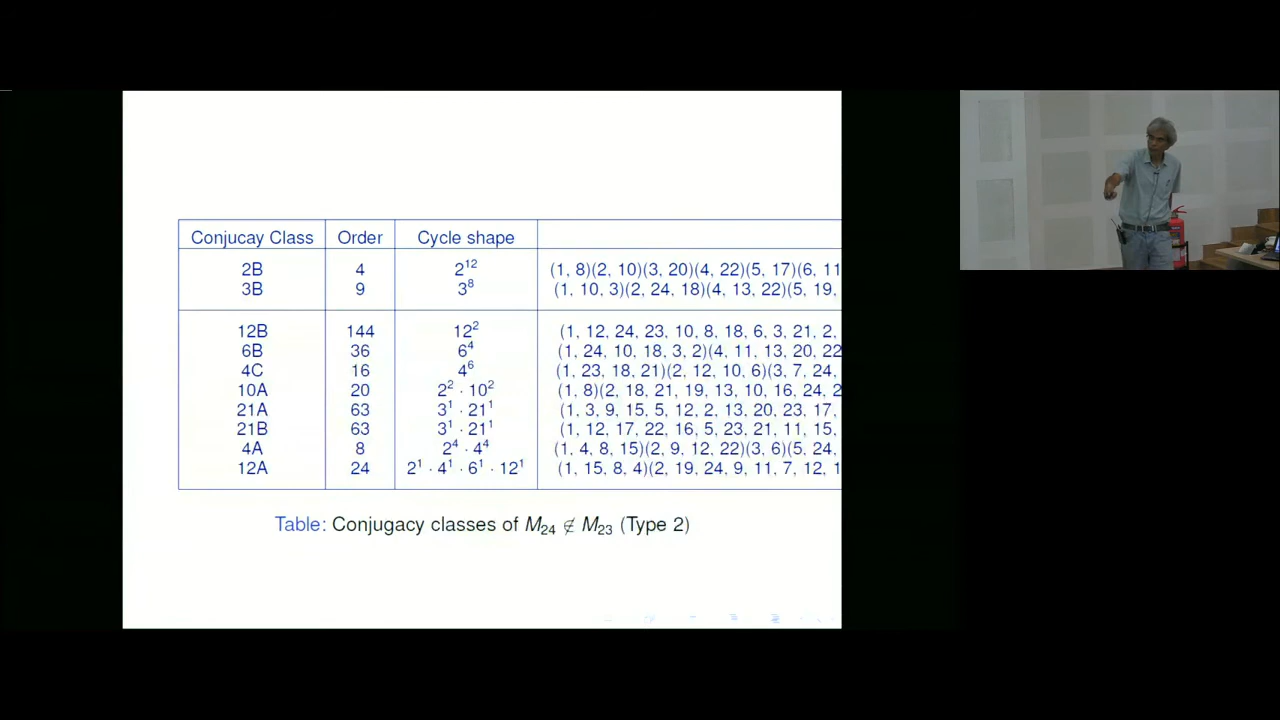 Conjucay Class Order Cycle shape
2B 4 2¹² (1, 8)(2, 10)(3, 20)(4, 22)(5, 17)(6, 11
3B 9 3⁸ (1, 10, 3)(2, 24, 18)(4, 13, 22)(5, 19,
12B 144 12² (1, 12, 24, 23, 10, 8, 18, 6, 3, 21, 2,
6B 36 6⁴ (1, 24, 10, 18, 3, 2)(4, 11, 13, 20, 22
4C 16 4⁶ (1, 23, 18, 21)(2, 12, 10, 6)(3, 7, 24,
10A 20 2² · 10² (1, 8)(2, 18, 21, 19, 13, 10, 16, 24, 2
21A 63 3¹ · 21¹ (1, 3, 9, 15, 5, 12, 2, 13, 20, 23, 17,
21B 63 3¹ · 21¹ (1, 12, 17, 22, 16, 5, 23, 21, 11, 15,
4A 8 2⁴ · 4⁴ (1, 4, 8, 15)(2, 9, 12, 22)(3, 6)(5, 24,
12A 24 2¹ · 4¹ · 6¹ · 12¹ (1, 15, 8, 4)(2, 19, 24, 9, 11, 7, 12, 1
Table: Conjugacy classes of M₂₄ ∉ M₂₃ (Type 2)